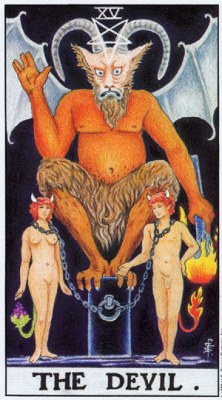 XV
THE DEVIL .